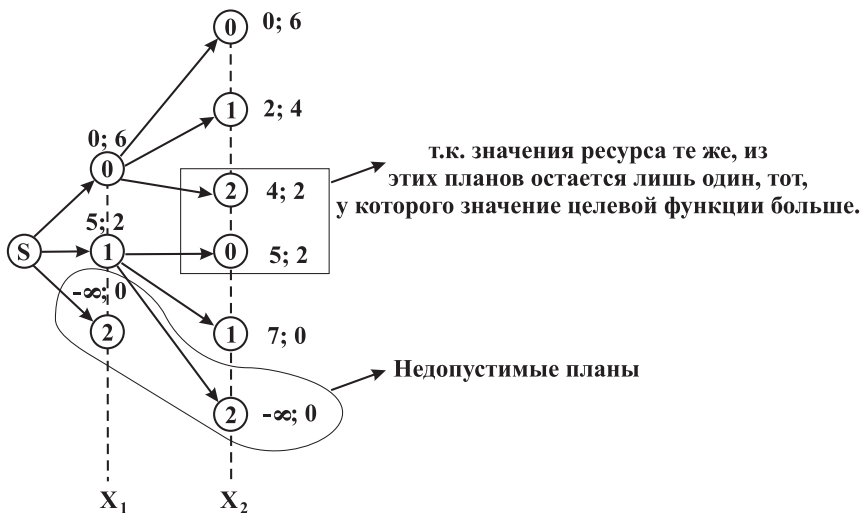 0 0; 6
1 2; 4
0; 6
0
т.к. значения ресурса те же, из
этих планов остается лишь один, тот,
у которого значение целевой функции больше.
2 4; 2
5; 2
S 1 0 5; 2
-∞; 0
2 1 7; 0
Недопустимые планы
2 -∞; 0
X₁ X₂